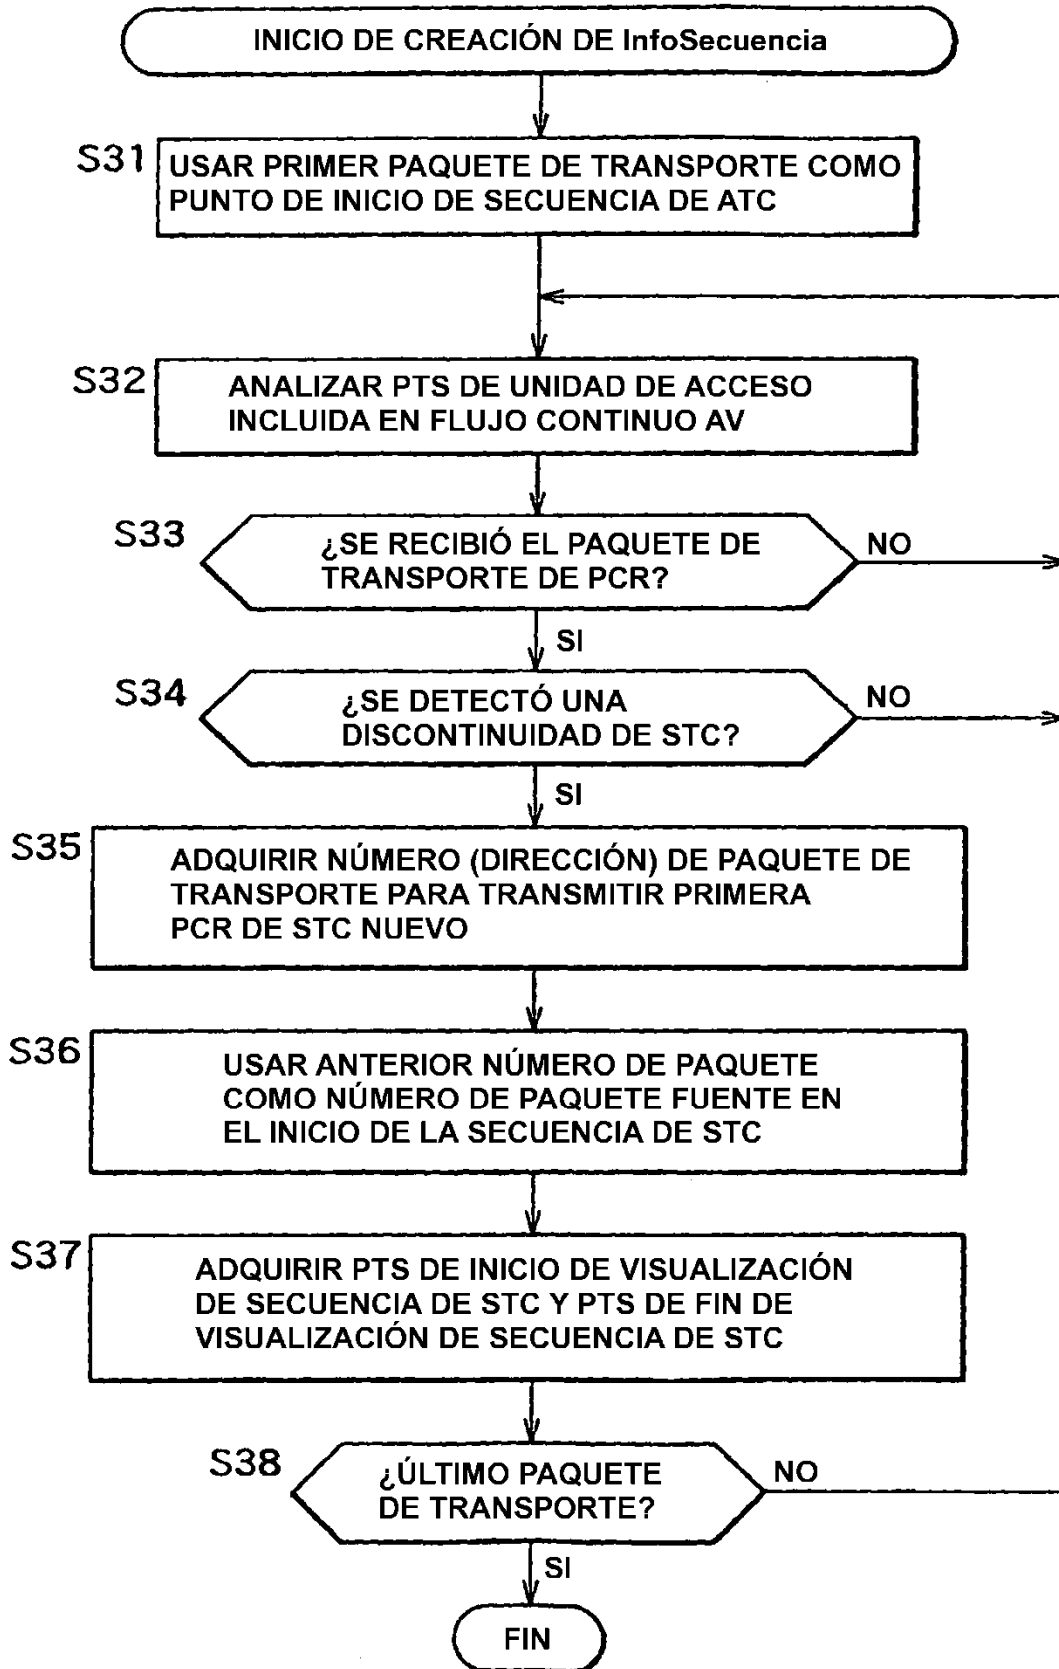 INICIO DE CREACIÓN DE InfoSecuencia
S31
USAR PRIMER PAQUETE DE TRANSPORTE COMO
PUNTO DE INICIO DE SECUENCIA DE ATC
S32
ANALIZAR PTS DE UNIDAD DE ACCESO
INCLUIDA EN FLUJO CONTINUO AV
S33
¿SE RECIBIÓ EL PAQUETE DE
TRANSPORTE DE PCR?
NO
SI
S34
¿SE DETECTÓ UNA
DISCONTINUIDAD DE STC?
NO
SI
S35
ADQUIRIR NÚMERO (DIRECCIÓN) DE PAQUETE DE
TRANSPORTE PARA TRANSMITIR PRIMERA
PCR DE STC NUEVO
S36
USAR ANTERIOR NÚMERO DE PAQUETE
COMO NÚMERO DE PAQUETE FUENTE EN
EL INICIO DE LA SECUENCIA DE STC
S37
ADQUIRIR PTS DE INICIO DE VISUALIZACIÓN
DE SECUENCIA DE STC Y PTS DE FIN DE
VISUALIZACIÓN DE SECUENCIA DE STC
S38
¿ÚLTIMO PAQUETE
DE TRANSPORTE?
NO
SI
FIN